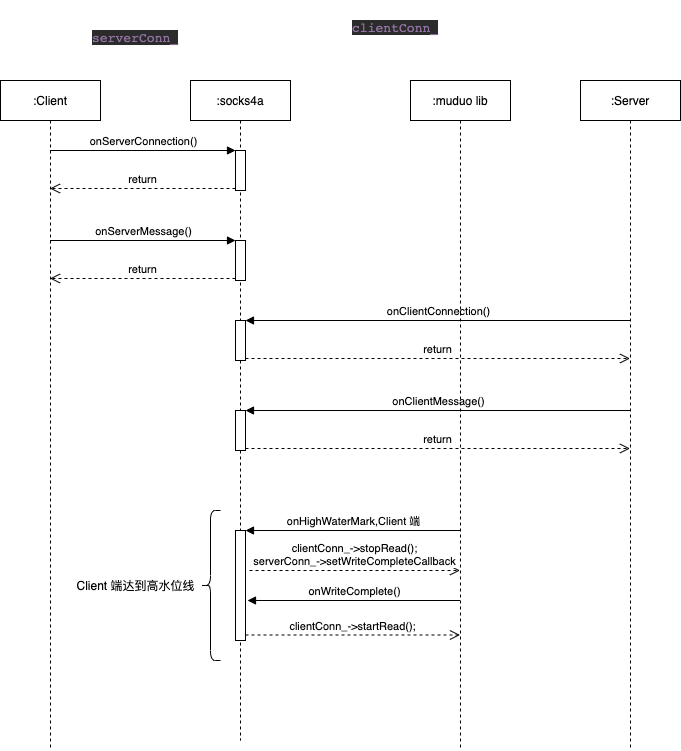 serverConn_
clientConn_
:Client
:socks4a
:muduo lib
:Server
onServerConnection()
return
onServerMessage()
return
onClientConnection()
return
onClientMessage()
return
onHighWaterMark,Client 端
clientConn_->stopRead();
serverConn_->setWriteCompleteCallback
Client 端达到高水位线
onWriteComplete()
clientConn_->startRead();